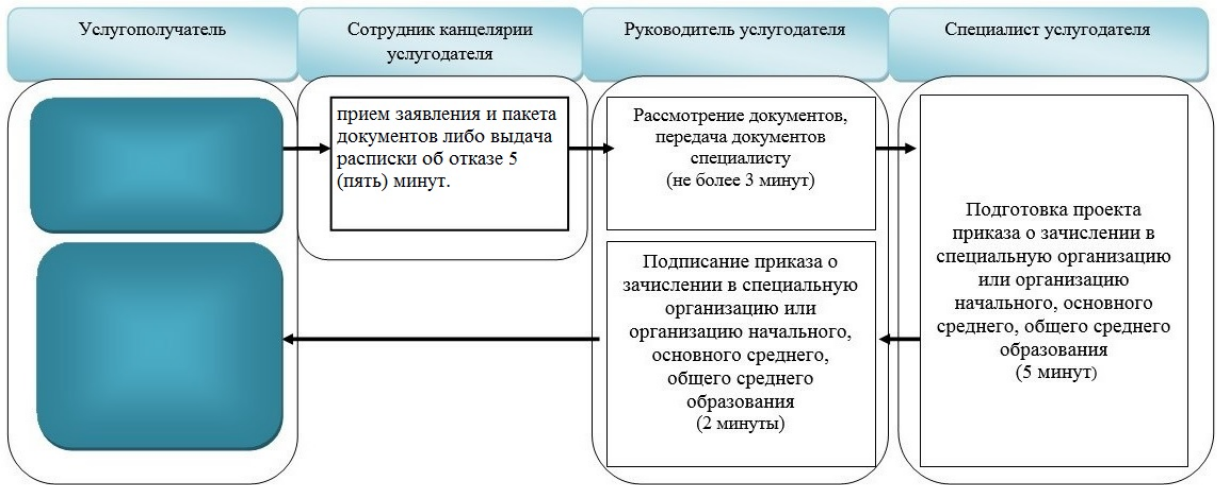 Услугополучатель
Сотрудник канцелярии
услугодателя
Руководитель услугодателя
Специалист услугодателя
прием заявления и пакета
документов либо выдача
расписки об отказе 5
(пять) минут.
Рассмотрение документов,
передача документов
специалисту
(не более 3 минут)
Подготовка проекта
приказа о зачислении в
специальную организацию
или организацию
начального, основного
среднего, общего среднего
образования
(5 минут)
Подписание приказа о
зачислении в специальную
организацию или
организацию начального,
основного среднего,
общего среднего
образования
(2 минуты)